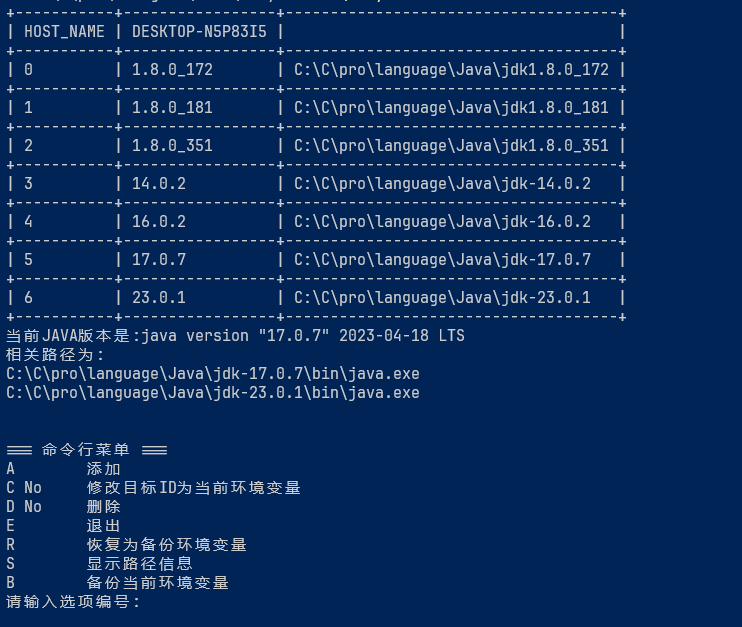 +-----------+-----------------+-------------------------------------+
| HOST_NAME | DESKTOP-N5P83I5 |                                     |
+-----------+-----------------+-------------------------------------+
| 0         | 1.8.0_172       | C:\C\pro\language\Java\jdk1.8.0_172 |
+-----------+-----------------+-------------------------------------+
| 1         | 1.8.0_181       | C:\C\pro\language\Java\jdk1.8.0_181 |
+-----------+-----------------+-------------------------------------+
| 2         | 1.8.0_351       | C:\C\pro\language\Java\jdk1.8.0_351 |
+-----------+-----------------+-------------------------------------+
| 3         | 14.0.2          | C:\C\pro\language\Java\jdk-14.0.2   |
+-----------+-----------------+-------------------------------------+
| 4         | 16.0.2          | C:\C\pro\language\Java\jdk-16.0.2   |
+-----------+-----------------+-------------------------------------+
| 5         | 17.0.7          | C:\C\pro\language\Java\jdk-17.0.7   |
+-----------+-----------------+-------------------------------------+
| 6         | 23.0.1          | C:\C\pro\language\Java\jdk-23.0.1   |
+-----------+-----------------+-------------------------------------+
当前JAVA版本是:java version "17.0.7" 2023-04-18 LTS
相关路径为:
C:\C\pro\language\Java\jdk-17.0.7\bin\java.exe
C:\C\pro\language\Java\jdk-23.0.1\bin\java.exe
=== 命令行菜单 ===
A        添加
C No     修改目标ID为当前环境变量
D No     删除
E        退出
R        恢复为备份环境变量
S        显示路径信息
B        备份当前环境变量
请输入选项编号: